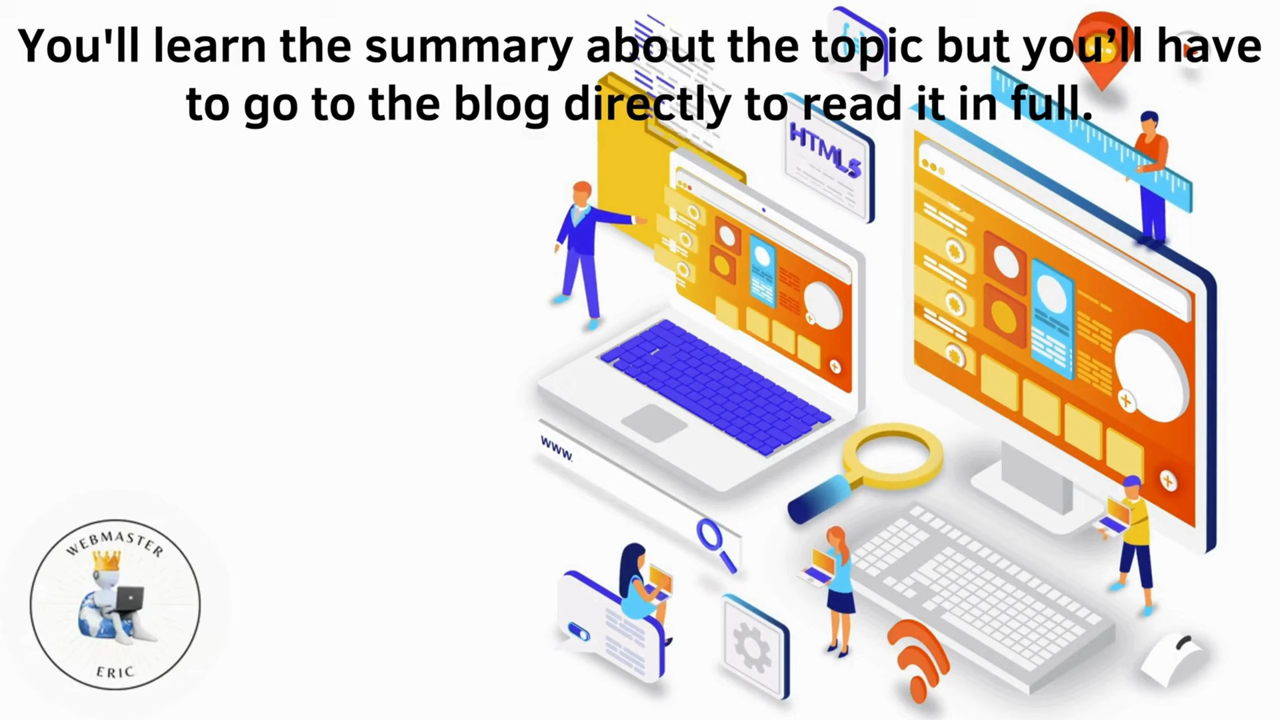 You'll learn the summary about the topic but you’ll have
to go to the blog directly to read it in full.
HTML5
www.
WEBMASTER
ERIC